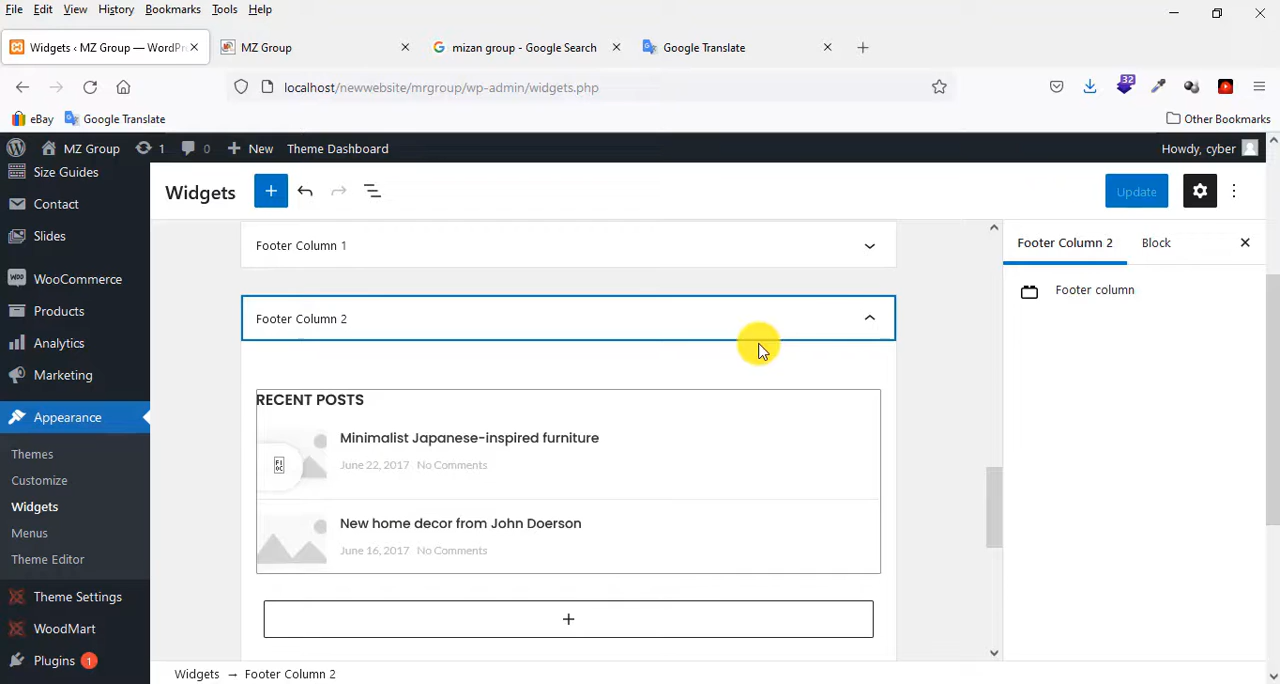 File Edit View History Bookmarks Tools Help
Widgets ‹ MZ Group — WordPr
MZ Group
mizan group - Google Search
Google Translate
localhost/newwebsite/mrgroup/wp-admin/widgets.php
32
eBay
Google Translate
Other Bookmarks
MZ Group 1 0 New Theme Dashboard
Howdy, cyber
Size Guides
Contact
Slides
WooCommerce
Products
Analytics
Marketing
Appearance
Themes
Customize
Widgets
Menus
Theme Editor
Theme Settings
WoodMart
Plugins 1
Widgets
Update
Footer Column 1
Footer Column 2
RECENT POSTS
Minimalist Japanese-inspired furniture
June 22, 2017 No Comments
New home decor from John Doerson
June 16, 2017 No Comments
Footer Column 2 Block
Footer column
Widgets → Footer Column 2